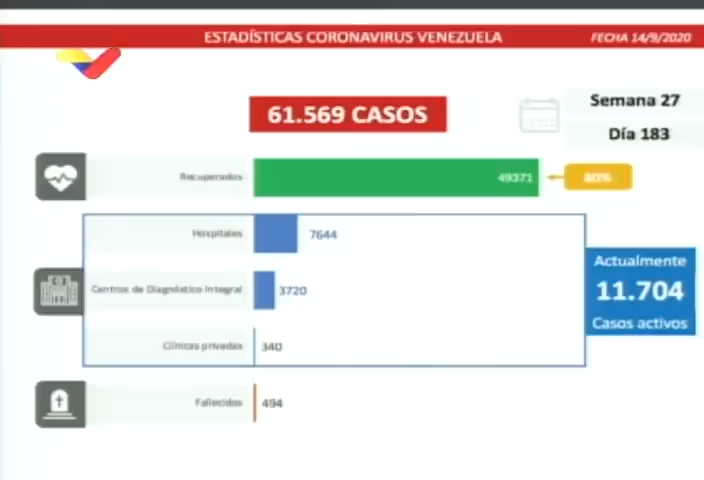 ESTADÍSTICAS CORONAVIRUS VENEZUELA
FECHA 14/9/2020
61.569 CASOS
Semana 27
Día 183
Recuperados
49371
80%
Hospitales
7644
Centros de Diagnóstico Integral
3720
Clínicas privadas
340
Actualmente
11.704
Casos activos
Fallecidos
494